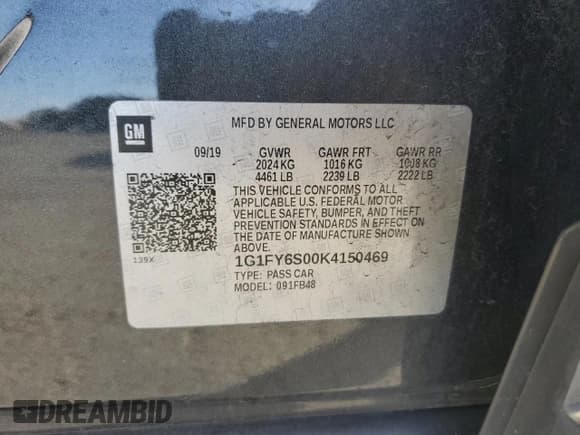 GM
MFD BY GENERAL MOTORS LLC
09/19 GVWR GAWR FRT GAWR RR
2024 KG 1016 KG 1008 KG
4461 LB 2239 LB 2222 LB
THIS VEHICLE CONFORMS TO ALL
APPLICABLE U.S. FEDERAL MOTOR
VEHICLE SAFETY, BUMPER, AND THEFT
PREVENTION STANDARDS IN EFFECT ON
THE DATE OF MANUFACTURE SHOWN
ABOVE.
139X 1G1FY6S00K4150469
TYPE: PASS CAR
MODEL: 091FB48
DREAMBID